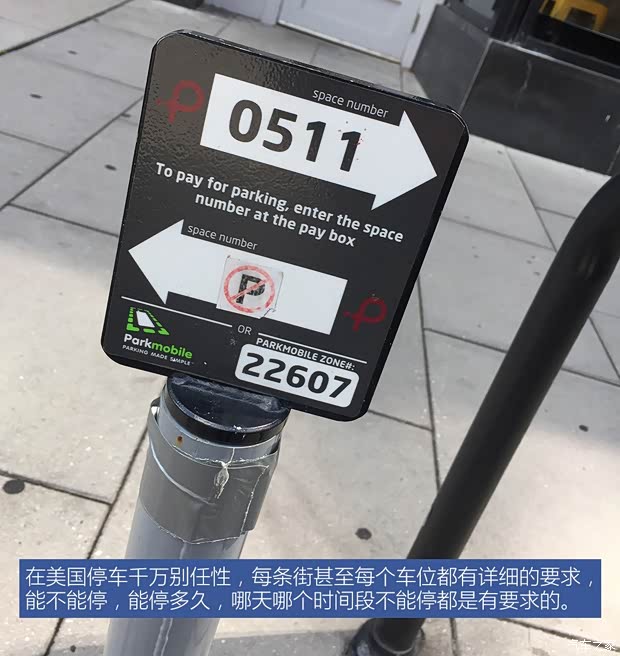 space number
0511
To pay for parking, enter the space
number at the pay box
space number
P
OR
Parkmobile
PARKING MADE SIMPLE
PARKMOBILE ZONE#:
22607
在美国停车千万别任性，每条街甚至每个车位都有详细的要求，
能不能停，能停多久，哪天哪个时间段不能停都是有要求的。